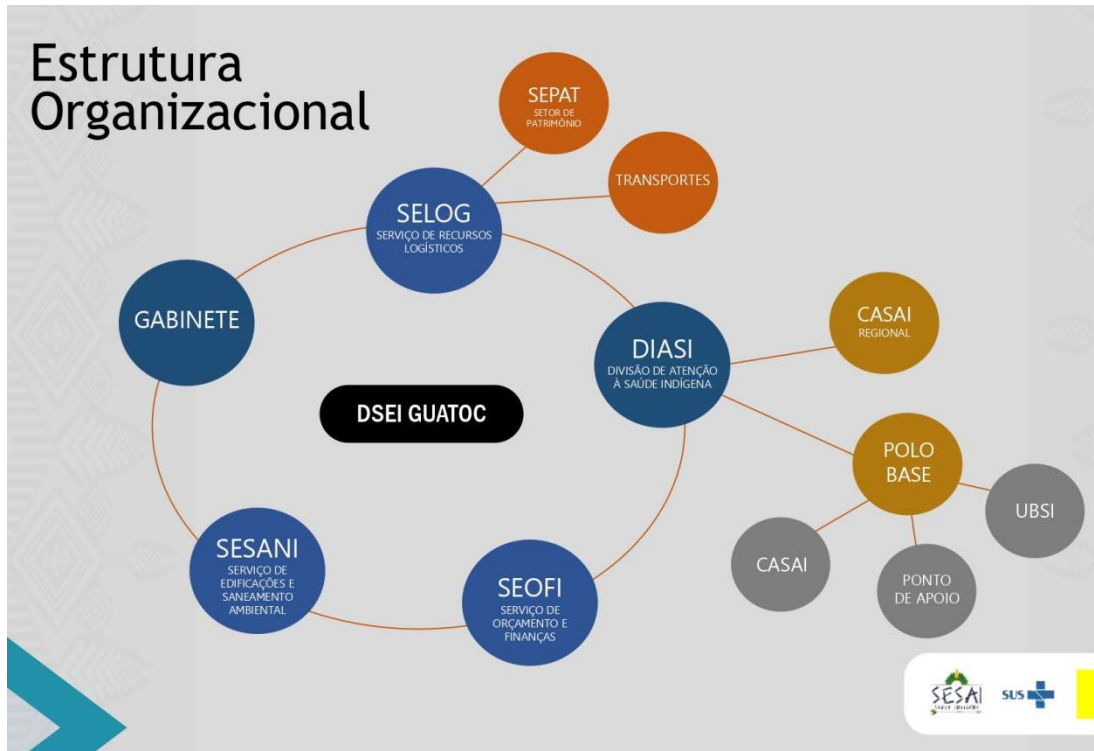 Estrutura
Organizacional
SEPAT
SETOR DE
PATRIMÔNIO
TRANSPORTES
SELOG
SERVIÇO DE RECURSOS
LOGÍSTICOS
GABINETE
CASAI
REGIONAL
DIASI
DIVISÃO DE ATENÇÃO
À SAÚDE INDÍGENA
DSEI GUATOC
POLO
BASE
UBSI
SESANI
SERVIÇO DE
EDIFICAÇÕES E
SANEAMENTO
AMBIENTAL
SEOFI
SERVIÇO DE
ORÇAMENTO E
FINANÇAS
CASAI
PONTO
DE APOIO
SESAI
SAÚDE INDÍGENA
SUS